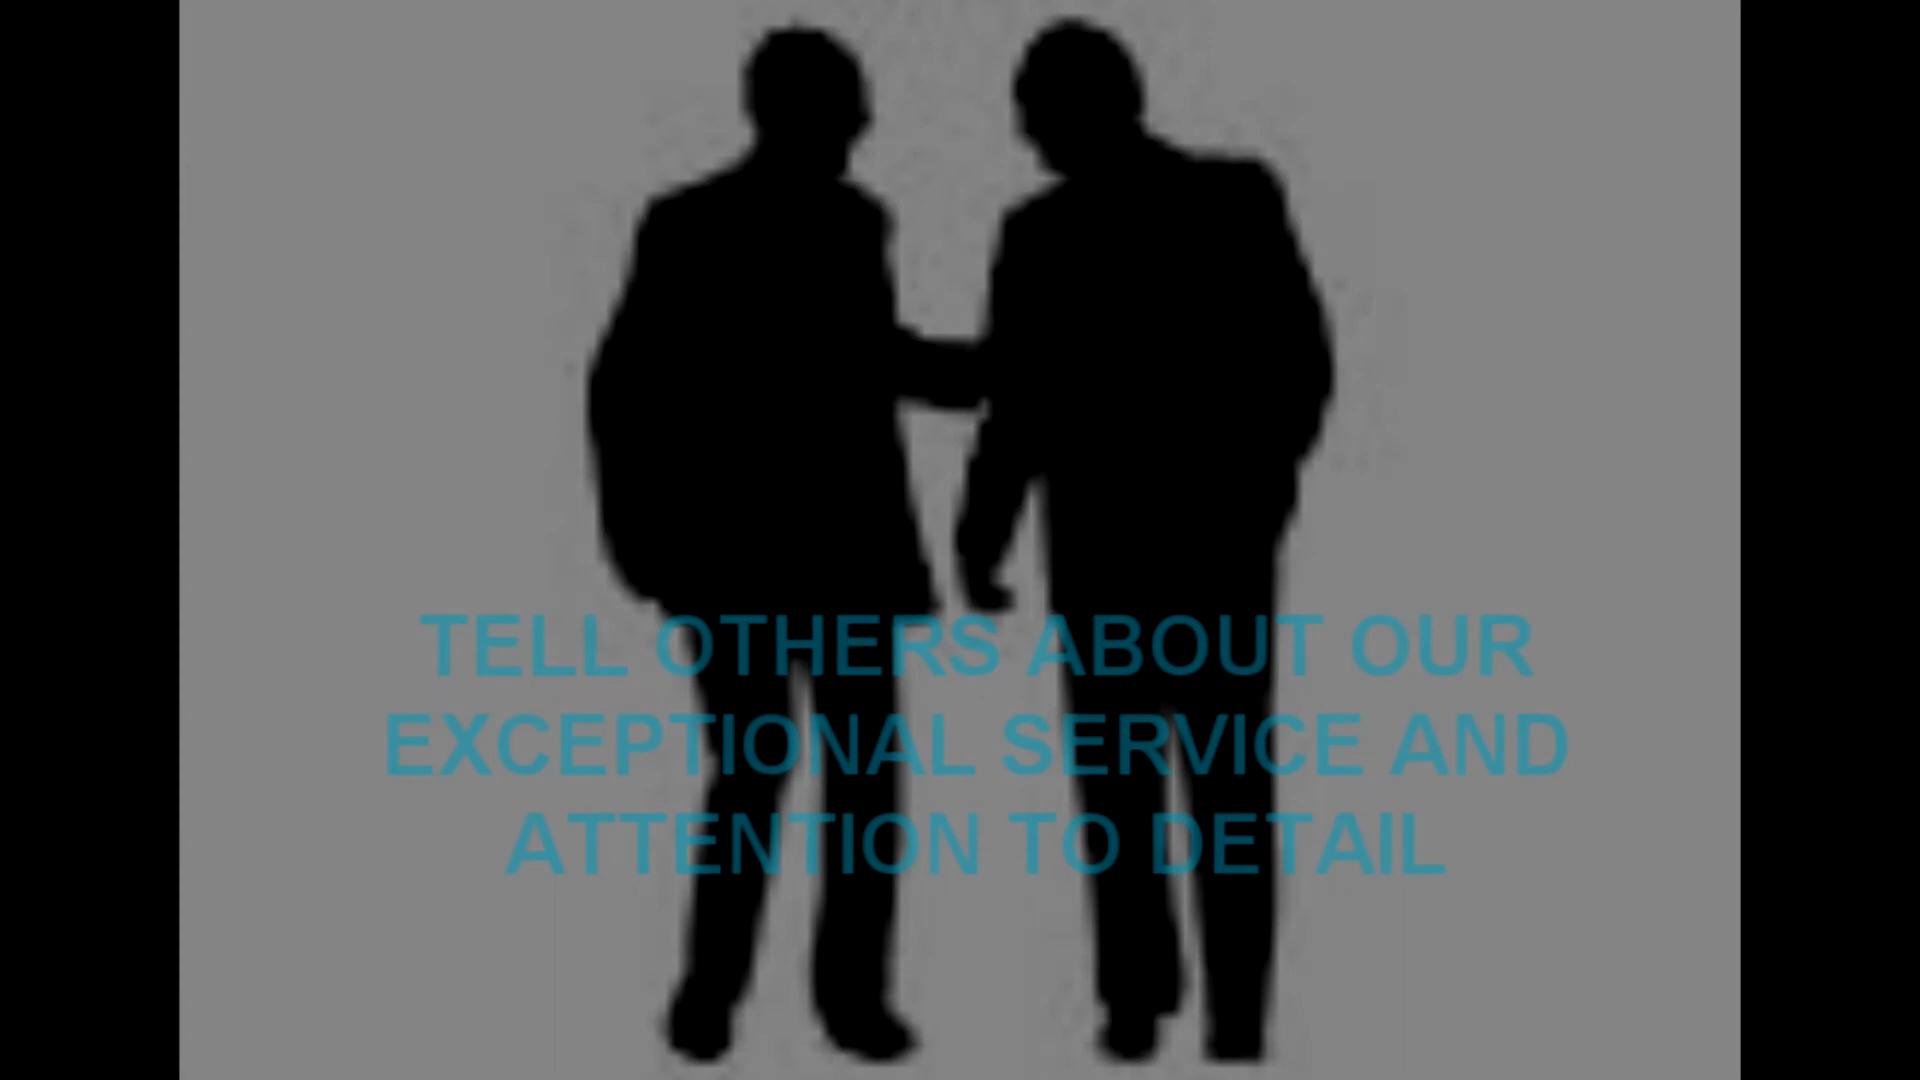 TELL OTHERS ABOUT OUR
EXCEPTIONAL SERVICE AND
ATTENTION TO DETAIL